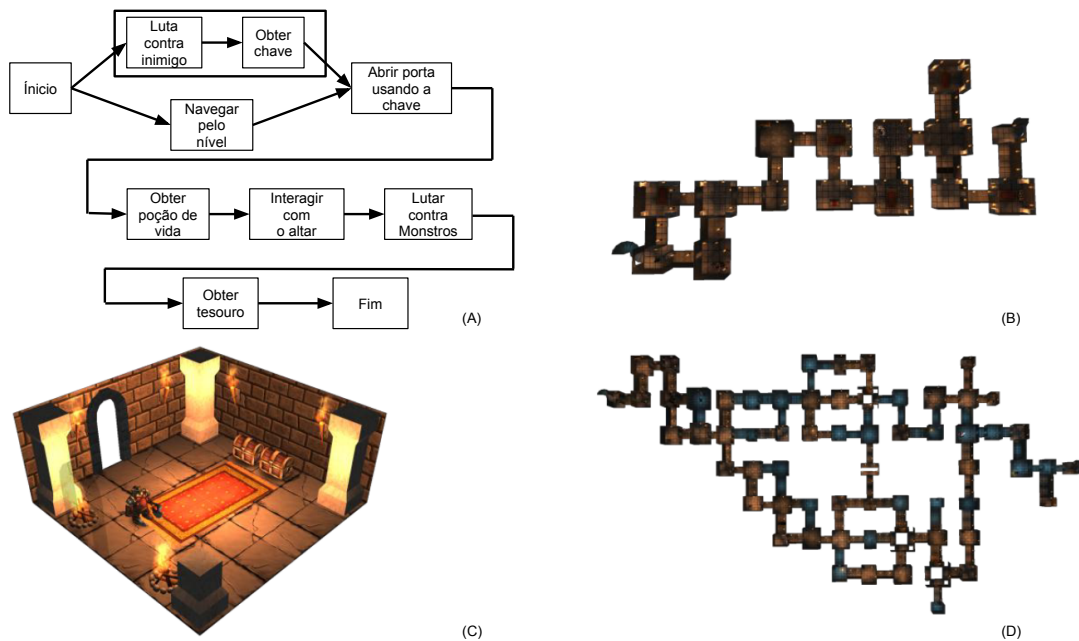 Ínicio
Luta
contra
inimigo
Obter
chave
Navegar
pelo
nível
Abrir porta
usando a
chave
Obter
poção de
vida
Interagir
com
o altar
Lutar contra
Monstros
Obter
tesouro
Fim
(A)
(B)
(C)
(D)